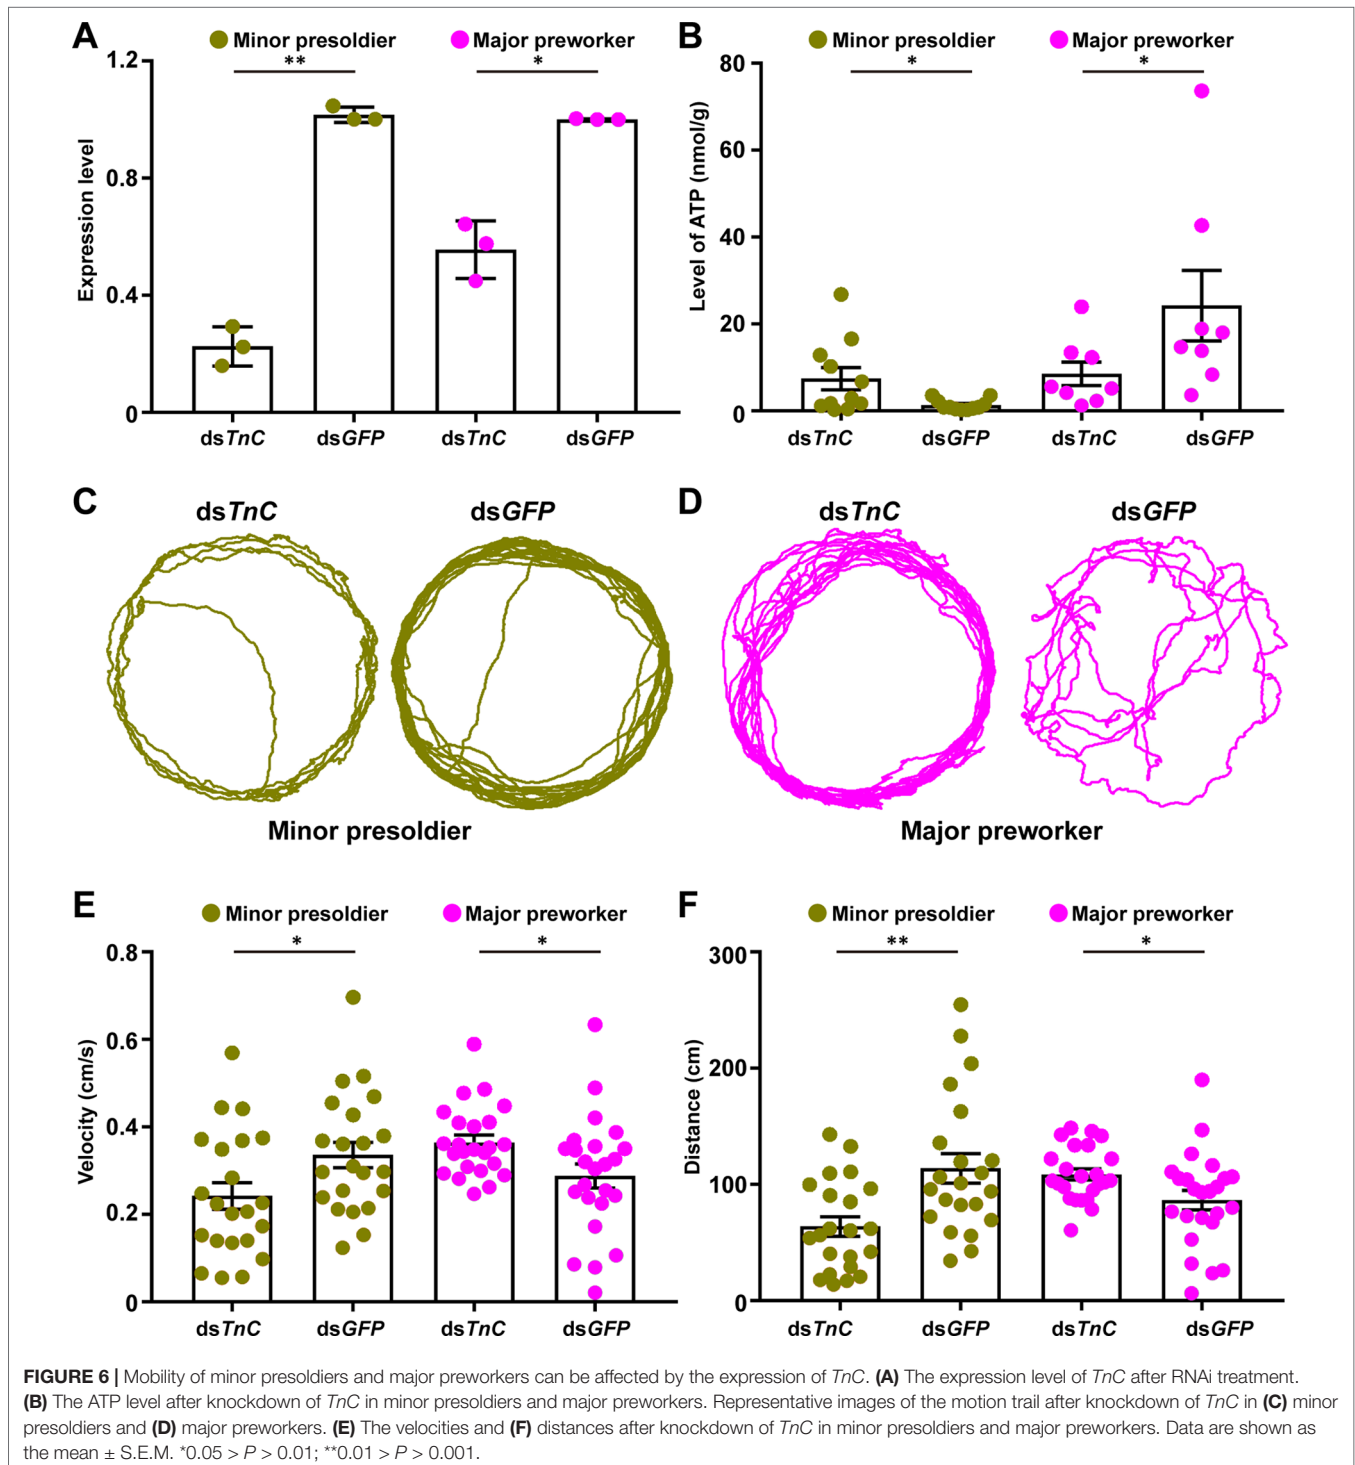 A
Minor presoldier
Major preworker
**
*
1.2
0.8
0.4
0
Expression level
dsTnC
dsGFP
dsTnC
dsGFP
B
Minor presoldier
Major preworker
*
*
80
60
40
20
0
Level of ATP (nmol/g)
dsTnC
dsGFP
dsTnC
dsGFP
C
dsTnC
dsGFP
Minor presoldier
D
dsTnC
dsGFP
Major preworker
E
Minor presoldier
Major preworker
*
*
0.8
0.6
0.4
0.2
0
Velocity (cm/s)
dsTnC
dsGFP
dsTnC
dsGFP
F
Minor presoldier
Major preworker
**
*
300
200
100
0
Distance (cm)
dsTnC
dsGFP
dsTnC
dsGFP
FIGURE 6 | Mobility of minor presoldiers and major preworkers can be affected by the expression of TnC. (A) The expression level of TnC after RNAi treatment.
(B) The ATP level after knockdown of TnC in minor presoldiers and major preworkers. Representative images of the motion trail after knockdown of TnC in (C) minor
presoldiers and (D) major preworkers. (E) The velocities and (F) distances after knockdown of TnC in minor presoldiers and major preworkers. Data are shown as
the mean ± S.E.M. *0.05 > P > 0.01; **0.01 > P > 0.001.